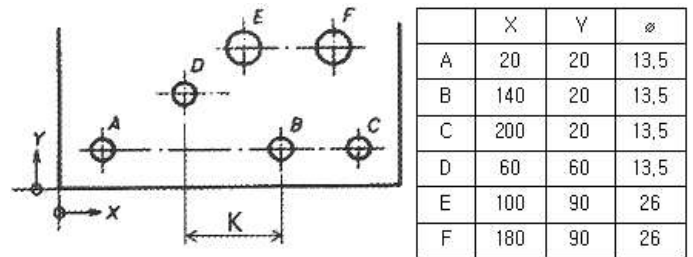 E F
D
A B C
Y
X
K
X Y ⌀
A 20 20 13,5
B 140 20 13,5
C 200 20 13,5
D 60 60 13,5
E 100 90 26
F 180 90 26